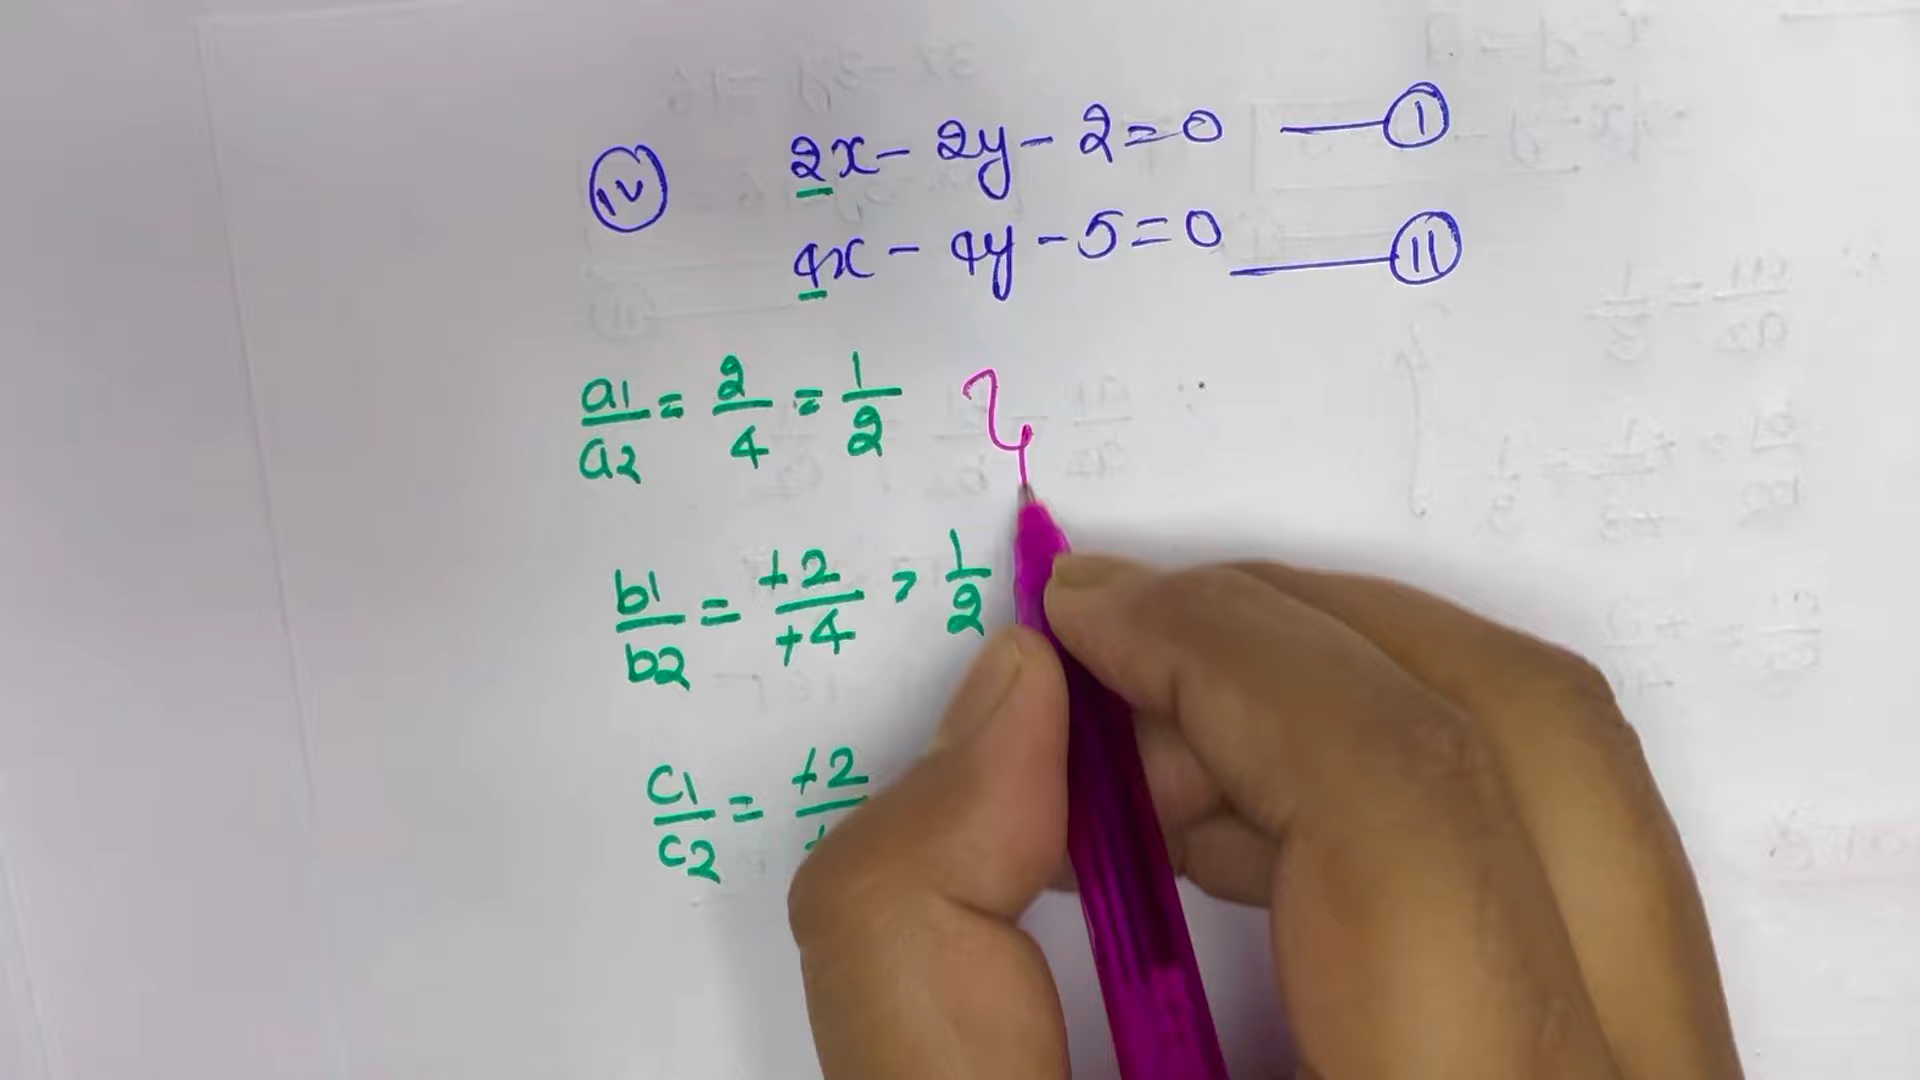 (iv) 2x - 2y - 2 = 0 —— (I)
4x - 4y - 5 = 0 —— (II)
a1/a2 = 2/4 = 1/2
b1/b2 = +2/+4 > 1/2
c1/c2 = +2/+